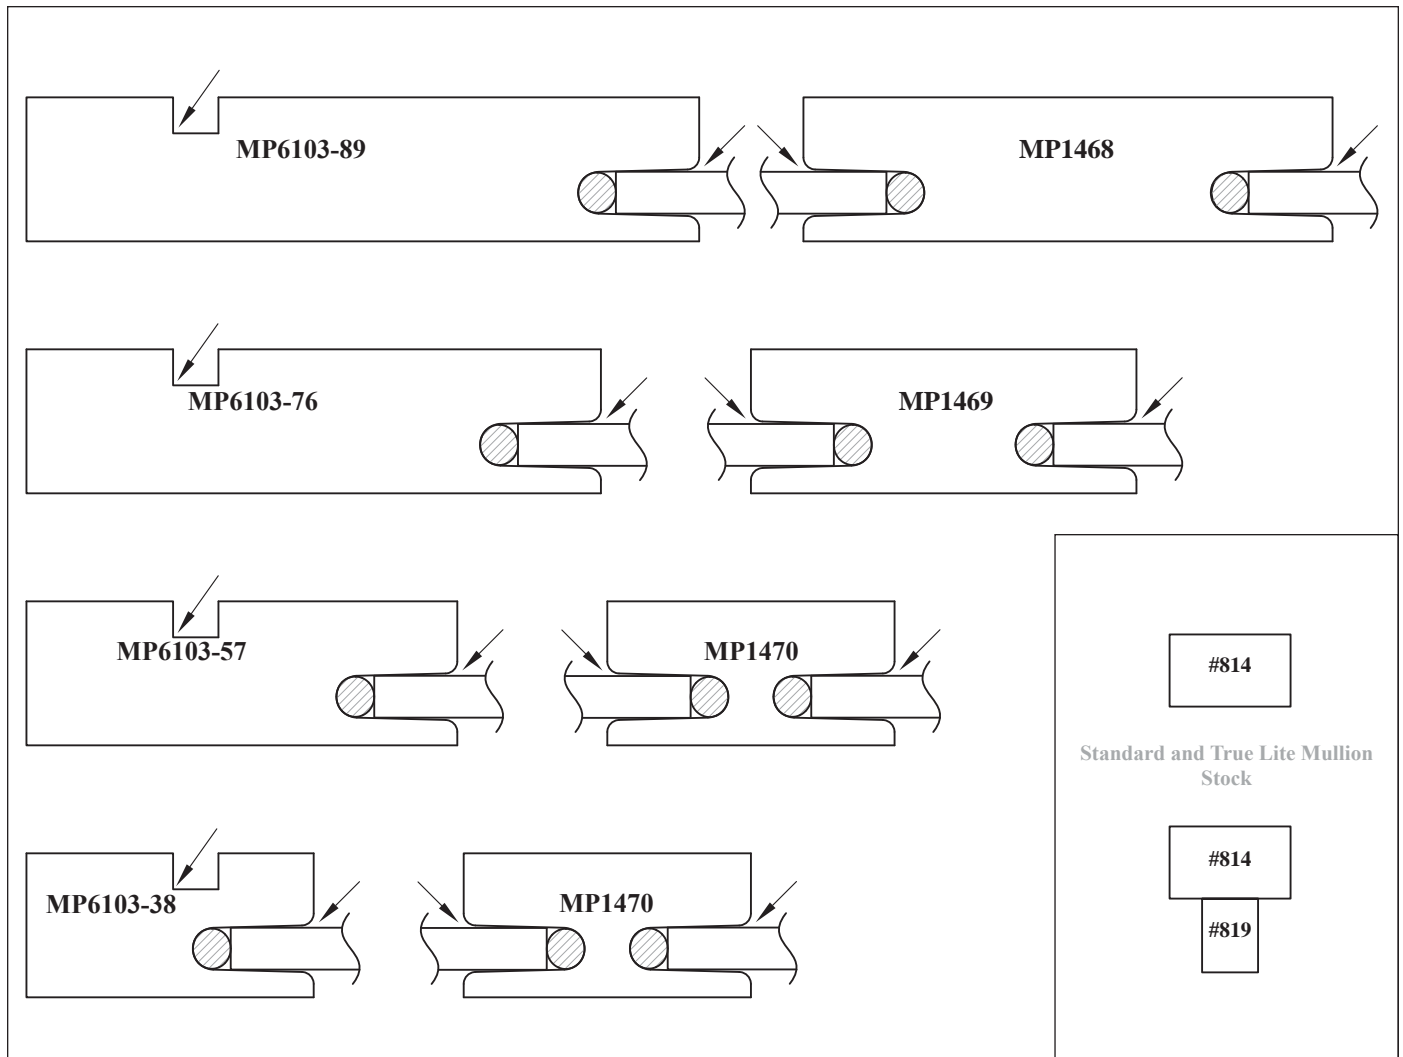 MP6103-89
MP1468
MP6103-76
MP1469
MP6103-57
MP1470
MP6103-38
MP1470
#814
Standard and True Lite Mullion
Stock
#814
#819